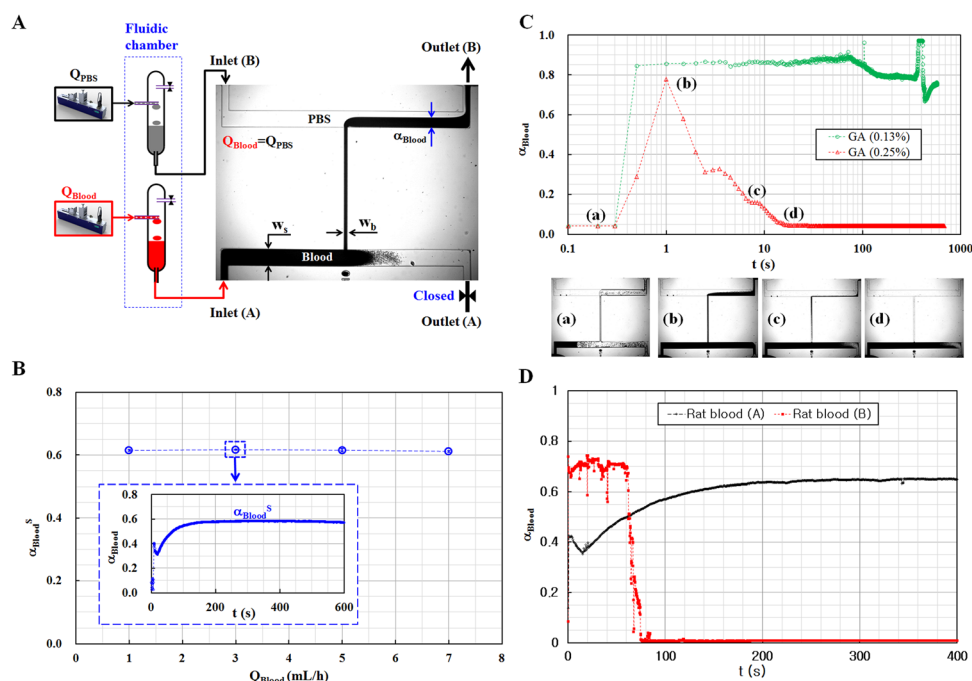 A
Fluidic
chamber
Q_PBS
Inlet (B)
Outlet (B)
PBS
α_Blood
Q_Blood=Q_PBS
Q_Blood
w_s
w_b
Blood
Closed
Inlet (A)
Outlet (A)
B
0.8
0.6
0.4
0.2
0.0
α_Blood^S
0.8
0.6
0.4
0.2
0.0
α_Blood
α_Blood^S
0
200
400
600
t (s)
0 1 2 3 4 5 6 7 8
Q_Blood (mL/h)
C
1.0
0.8
0.6
0.4
0.2
0.0
α_Blood
(b)
GA (0.13%)
GA (0.25%)
(a)
(c)
(d)
0.1 1 10 100 1000
t (s)
(a) (b) (c) (d)
D
1
0.8
0.6
0.4
0.2
0
α_Blood
Rat blood (A) Rat blood (B)
0 100 200 300 400
t (s)